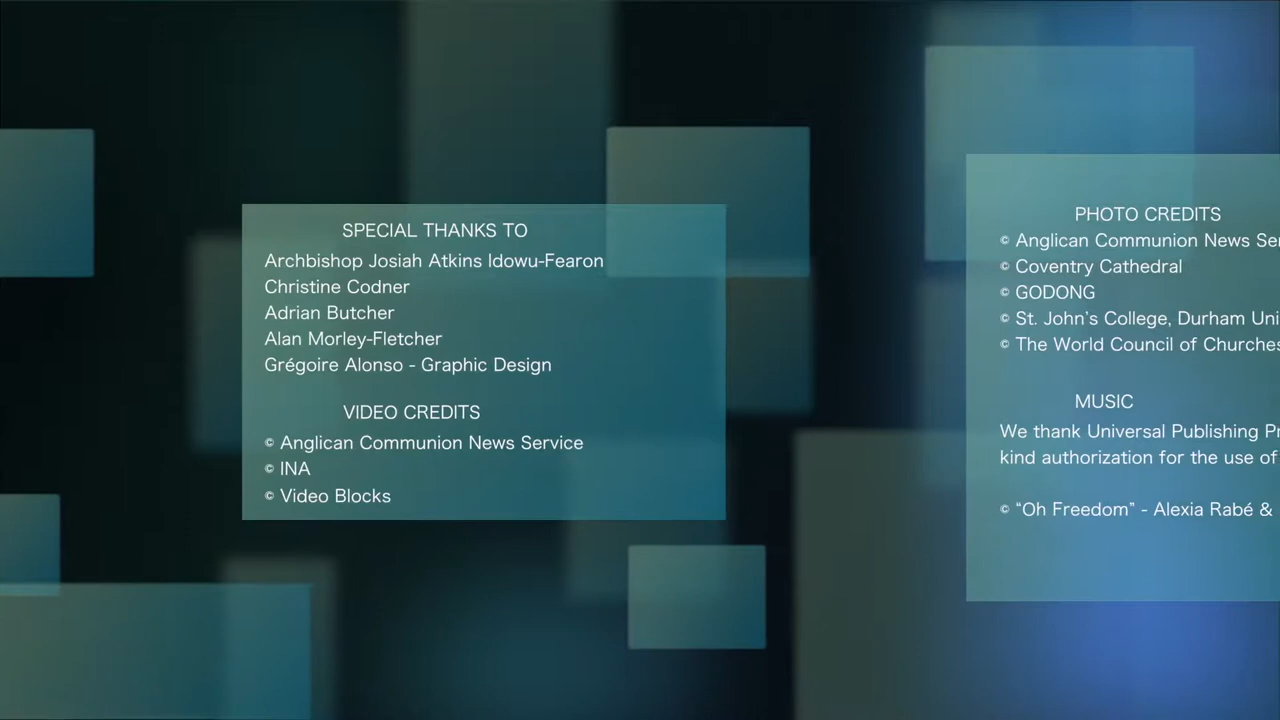 SPECIAL THANKS TO
Archbishop Josiah Atkins Idowu-Fearon
Christine Codner
Adrian Butcher
Alan Morley-Fletcher
Grégoire Alonso - Graphic Design
VIDEO CREDITS
© Anglican Communion News Service
© INA
© Video Blocks
PHOTO CREDITS
© Anglican Communion News
© Coventry Cathedral
© GODONG
© St. John's College, Durham
© The World Council of Churches
MUSIC
We thank Universal Publishing
kind authorization for the use of
© “Oh Freedom” - Alexia Rabé &